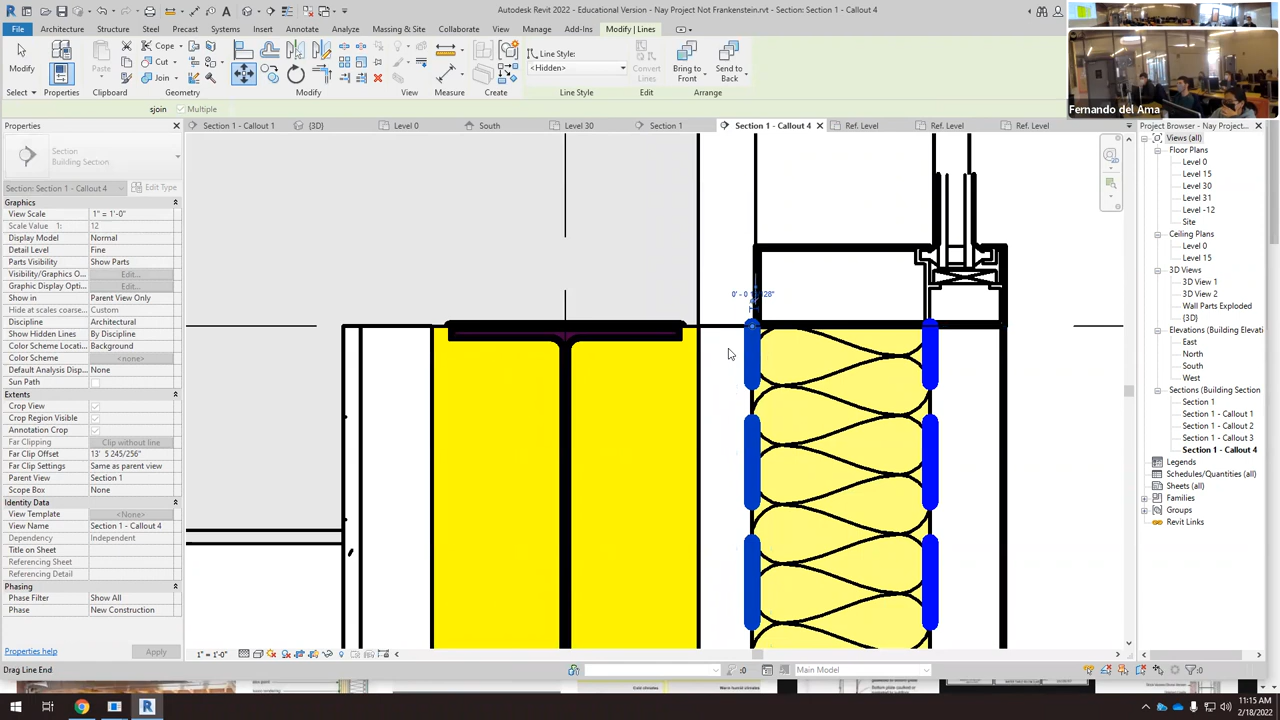 Autodesk Revit 2022 - Educational Version - Nay Project Not Frankenstein.rvt - Section: Section 1 - Callout 4
File Architecture Structure Steel Precast Systems Insert Annotate Analyze Massing & Site Collaborate View Manage Add-Ins Modify | Lines
Modify
Paste
Cope
Cut
Join
Line Style:
<Hidden>
Convert Lines
Bring to Front
Send to Back
Select Properties Clipboard Geometry Modify View Measure Create Line Style Edit Arrange
sjoin Multiple
Fernando del Ama
Properties
Section 1 - Callout 1 {3D} Level 0 South Level 30 Section 1 Section 1 - Callout 4 Ref. Level Ref. Level Ref. Level
Section
Building Section
Section: Section 1 - Callout 4 Edit Type
Graphics
View Scale 1" = 1'-0"
Scale Value 1: 12
Display Model Normal
Detail Level Fine
Parts Visibility Show Parts
Visibility/Graphics O... Edit...
Graphic Display Opti... Edit...
Show in Parent View Only
Hide at scales coarse...
Discipline Architectural
Show Hidden Lines By Discipline
Color Scheme Locati... Background
Color Scheme <none>
Default Analysis Disp... None
Sun Path
Extents
Crop View
Crop Region Visible
Annotation Crop
Far Clipping Clip without line
Far Clip Offset 13' 5 245/256"
Far Clip Settings Same as parent view
Parent View Section 1
Scope Box None
Identity Data
View Template <None>
View Name Section 1 - Callout 4
Dependency Independent
Title on Sheet
Referencing Sheet
Referencing Detail
Phasing
Phase Filter Show All
Phase New Construction
Properties help Apply
Project Browser - Nay Project...
Views (all)
Floor Plans
Level 0
Level 15
Level 30
Level 31
Level -12
Site
Ceiling Plans
Level 0
Level 15
3D Views
3D View 1
3D View 2
Wall Parts Exploded
{3D}
Elevations (Building Elevati
East
North
South
West
Sections (Building Section
Section 1
Section 1 - Callout 1
Section 1 - Callout 2
Section 1 - Callout 3
Section 1 - Callout 4
Legends
Schedules/Quantities (all)
Sheets (all)
Families
Groups
Revit Links
1" = 1'-0"
Drag Line End
:0
Main Model
:0
11:15 AM
2/18/2022